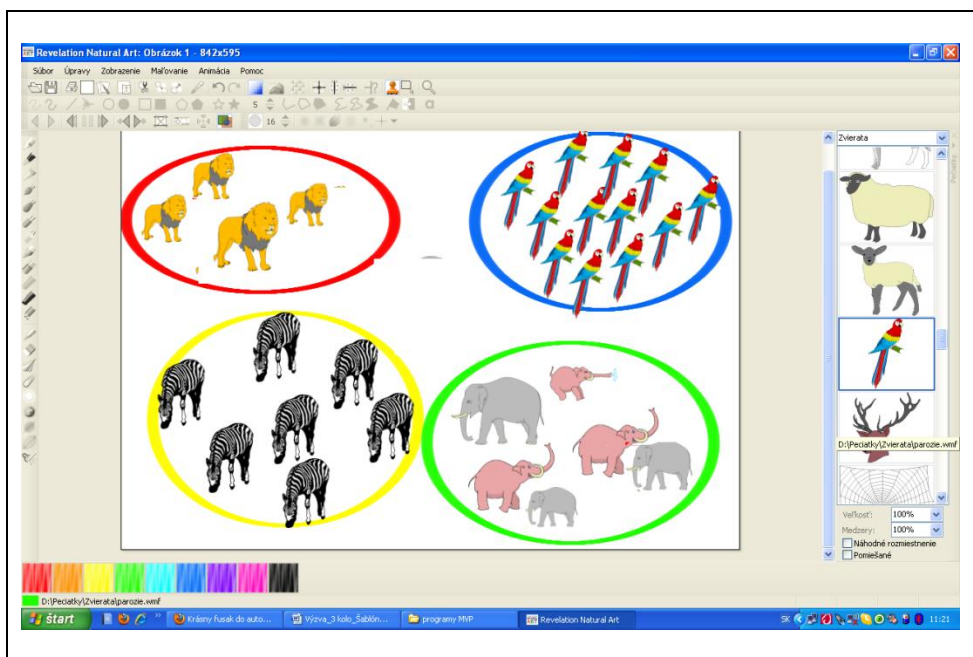 Revelation Natural Art: Obrázok 1 - 842x595
Súbor Úpravy Zobrazenie Maľovanie Animácia Pomoc
5
16
Zvierata
Pečiatky
D:\Peciatky\Zvierata\parozie.wmf
Veľkosť: 100%
Medzery: 100%
Náhodné rozmiestnenie
Pomiešané
D:\Peciatky\Zvierata\parozie.wmf
štart
Krásny fusak do auto...
Výzva_3 kolo_Šablón...
programy MVP
Revelation Natural Art
SK
11:21